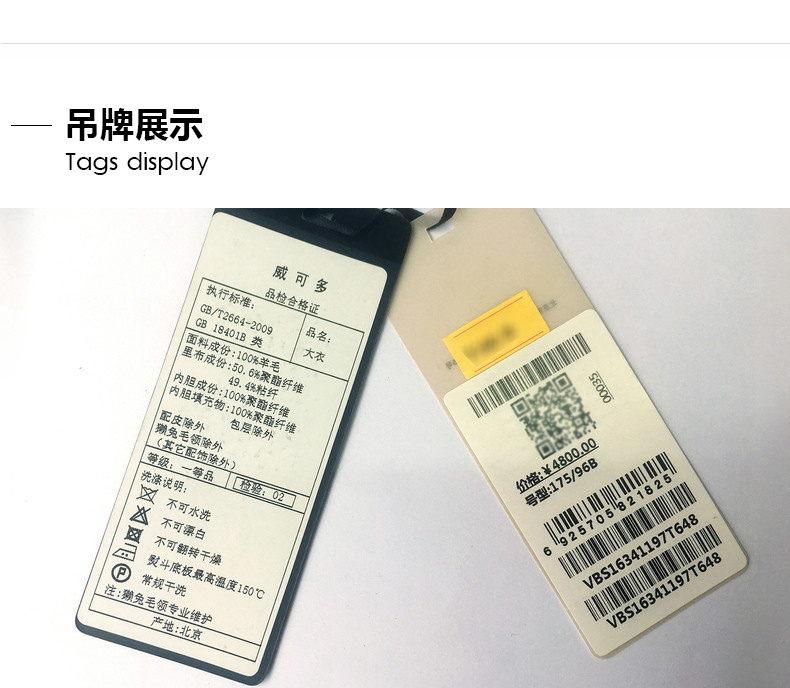 吊牌展示
Tags display
威可多
品检合格证
执行标准:
GB/T2664-2009
GB 18401B 类
品名:
大衣
面料成份:100%羊毛
里布成份:50.6%聚酯纤维
49.4%粘纤
内胆成份:100%聚酯纤维
内胆填充物:100%聚酯纤维
包层除外
配皮除外
獭兔毛领除外
(其它配饰除外)
等级: 一等品
检验: 02
洗涤说明:
不可水洗
不可漂白
不可翻转干燥
熨斗底板最高温度150℃
P
常规干洗
注:獭兔毛领专业维护
产地:北京
00035
价格:¥4800.00
号型:175/96B
6 925705 821825
VBS16341197T648
VBS16341197T648